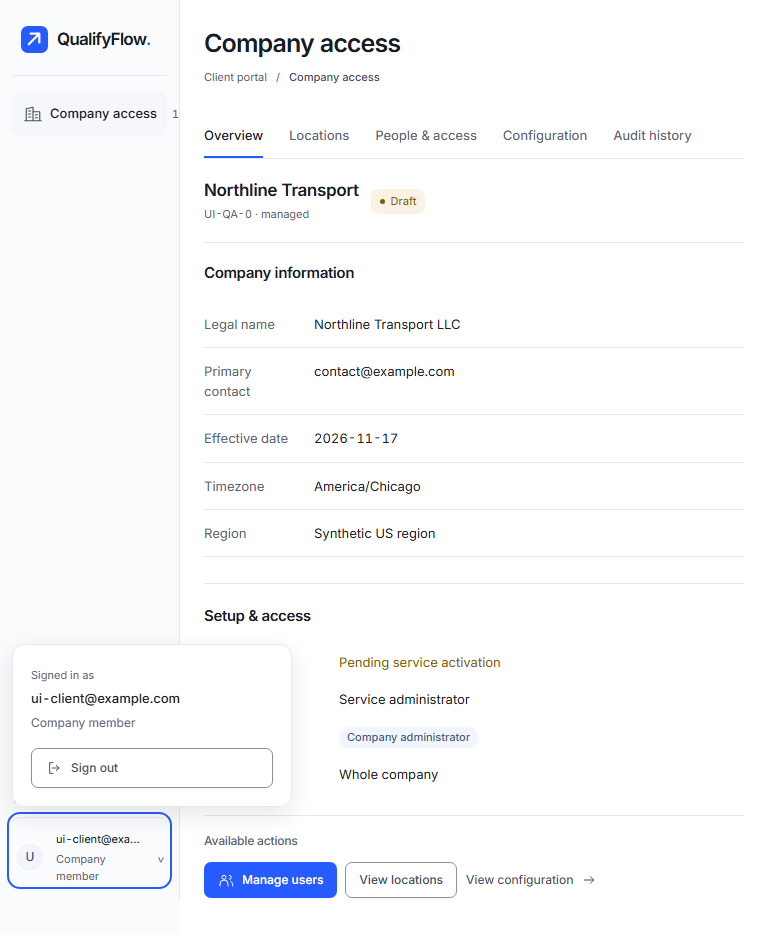 QualifyFlow.
Company access 1
Company access
Client portal / Company access
Overview Locations People & access Configuration Audit history
Northline Transport
Draft
UI-QA-0 · managed
Company information
Legal name Northline Transport LLC
Primary contact@example.com
contact
Effective date 2026-11-17
Timezone America/Chicago
Region Synthetic US region
Setup & access
Pending service activation
Service administrator
Company administrator
Whole company
Signed in as
ui-client@example.com
Company member
Sign out
U
ui-client@exa...
Company
member
Available actions
Manage users View locations View configuration →